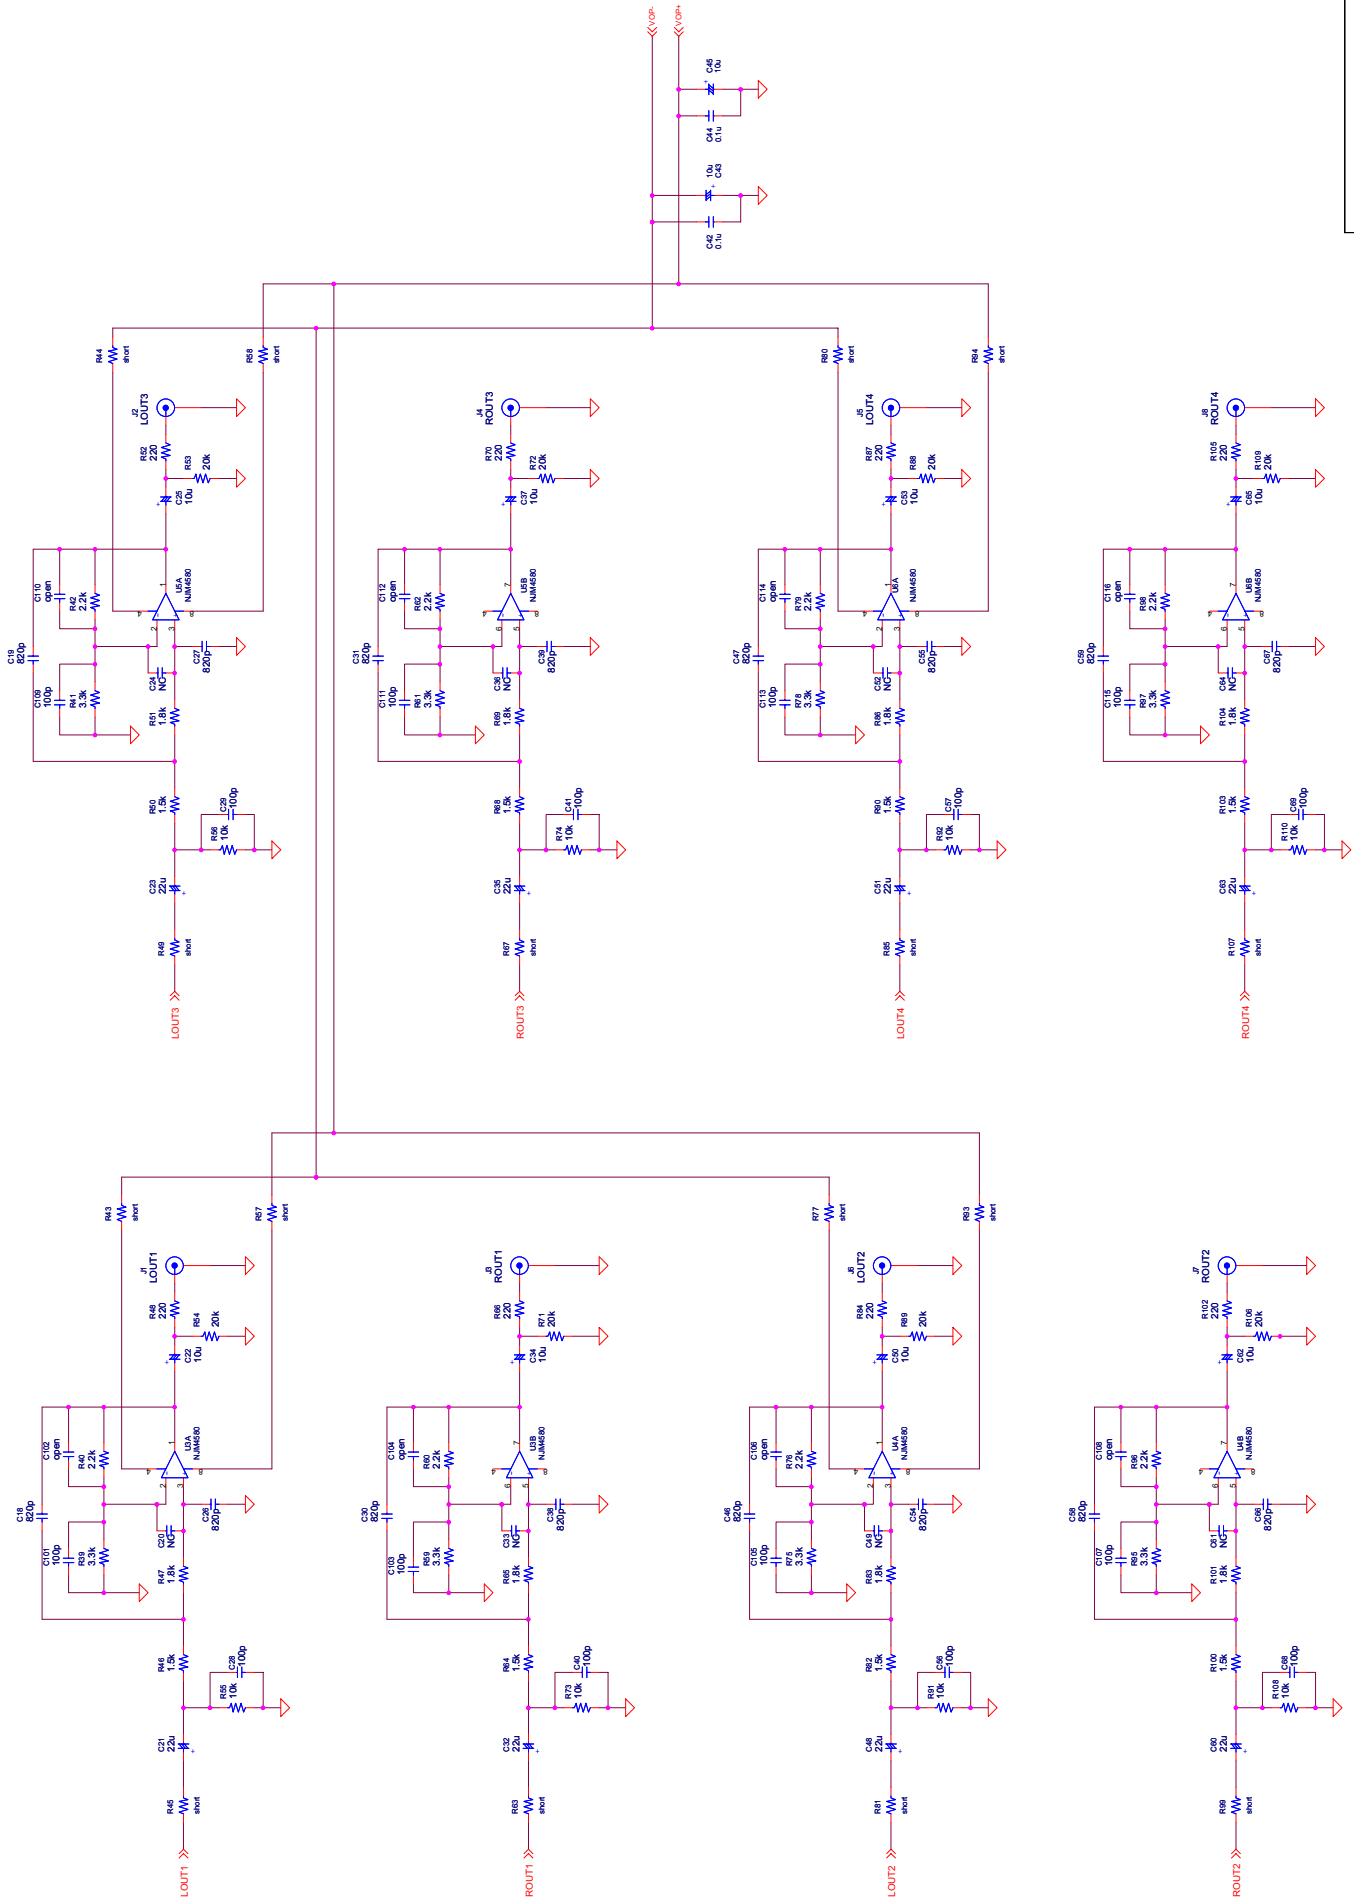 VOP-
VOP+
C45
10u
C44
0.1u
10u
C43
C42
0.1u
R44
short
R58
short
R80
short
R94
short
J2
LOUT3
R52
220
R53
20k
C25
10u
C110
open
R42
2.2k
U5A
NJM4580
C19
820p
C109
100p
R41
3.3k
C24
NC
C27
820p
R51
1.8k
R50
1.5k
C29
100p
R56
10k
C23
22u
R49
short
LOUT3
J4
ROUT3
R70
220
R72
20k
C37
10u
C112
open
R62
2.2k
U5B
NJM4580
C31
820p
C111
100p
R61
3.3k
C36
NC
C39
820p
R69
1.8k
R68
1.5k
C41
100p
R74
10k
C35
22u
R67
short
ROUT3
J5
LOUT4
R87
220
R88
20k
C53
10u
C114
open
R79
2.2k
U6A
NJM4580
C47
820p
C113
100p
R78
3.3k
C52
NC
C55
820p
R86
1.8k
R90
1.5k
C57
100p
R92
10k
C51
22u
R85
short
LOUT4
J8
ROUT4
R105
220
R109
20k
C65
10u
C116
open
R98
2.2k
U6B
NJM4580
C59
820p
C115
100p
R97
3.3k
C64
NC
C67
820p
R104
1.8k
R103
1.5k
C69
100p
R110
10k
C63
22u
R107
short
ROUT4
R43
short
R57
short
R77
short
R93
short
J1
LOUT1
R48
220
R54
20k
C22
10u
C102
open
R40
2.2k
U3A
NJM4580
C18
820p
C101
100p
R39
3.3k
C20
NC
C26
820p
R47
1.8k
R46
1.5k
C28
100p
R55
10k
C21
22u
R45
short
LOUT1
J3
ROUT1
R66
220
R71
20k
C34
10u
C104
open
R60
2.2k
U3B
NJM4580
C30
820p
C103
100p
R59
3.3k
C33
NC
C38
820p
R65
1.8k
R64
1.5k
C40
100p
R73
10k
C32
22u
R63
short
ROUT1
J6
LOUT2
R84
220
R89
20k
C50
10u
C106
open
R76
2.2k
U4A
NJM4580
C46
820p
C105
100p
R75
3.3k
C49
NC
C54
820p
R83
1.8k
R82
1.5k
C56
100p
R91
10k
C48
22u
R81
short
LOUT2
J7
ROUT2
R102
220
R106
20k
C62
10u
C108
open
R96
2.2k
U4B
NJM4580
C58
820p
C107
100p
R95
3.3k
C61
NC
C66
820p
R101
1.8k
R100
1.5k
C68
100p
R108
10k
C60
22u
R99
short
ROUT2